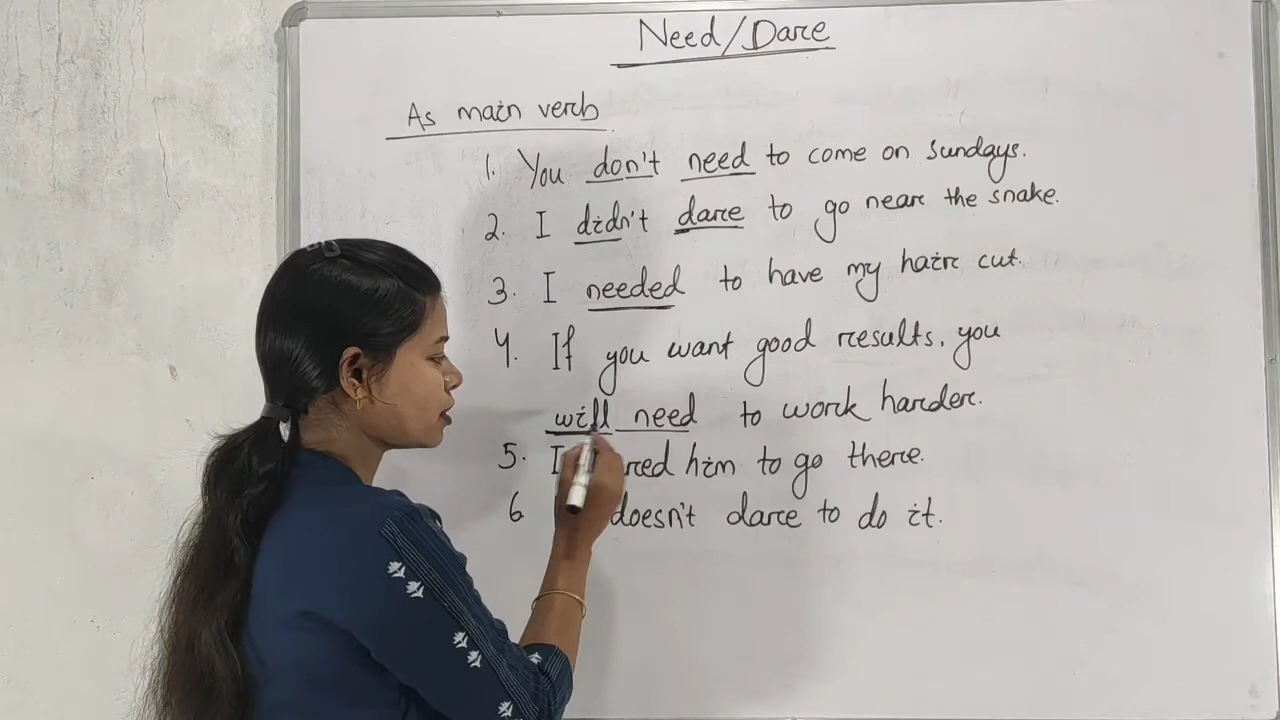 Need/Dare
As main verb
1. You don't need to come on Sundays.
2. I didn't dare to go near the snake.
3. I needed to have my hair cut.
4. If you want good results, you
will need to work harder.
5. I him to go there.
6 doesn't dare to do it.